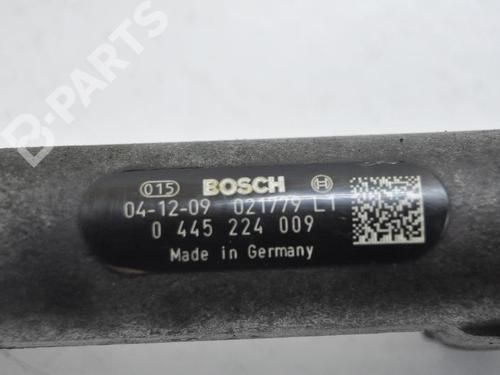 B-PARTS
015 BOSCH
04-12-09 021779 L1
0 445 224 009
Made in Germany